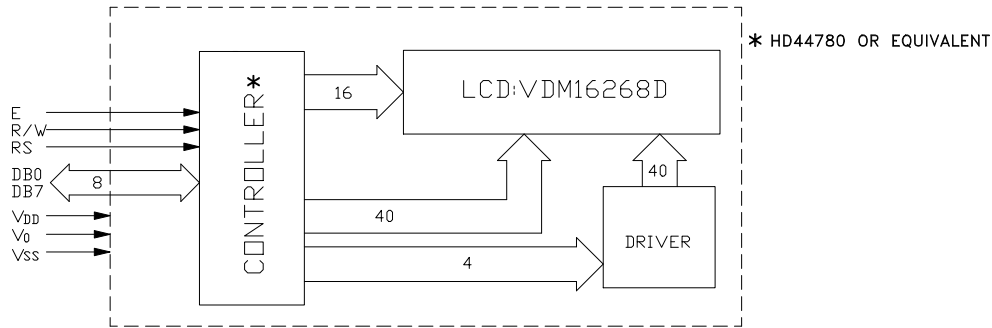 * HD44780 OR EQUIVALENT
LCD:VDM16268D
16
CONTROLLER*
E
R/W
RS
DB0
DB7
8
40
40
DRIVER
4
VDD
V0
VSS